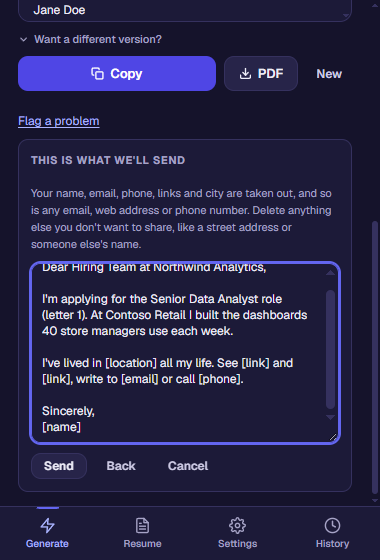 Jane Doe
Want a different version?
Copy
PDF
New
Flag a problem
THIS IS WHAT WE'LL SEND
Your name, email, phone, links and city are taken out, and so
is any email, web address or phone number. Delete anything
else you don't want to share, like a street address or
someone else's name.
Dear Hiring Team at Northwind Analytics,
I'm applying for the Senior Data Analyst role
(letter 1). At Contoso Retail I built the dashboards
40 store managers use each week.
I've lived in [location] all my life. See [link] and
[link], write to [email] or call [phone].
Sincerely,
[name]
Send
Back
Cancel
Generate
Resume
Settings
History